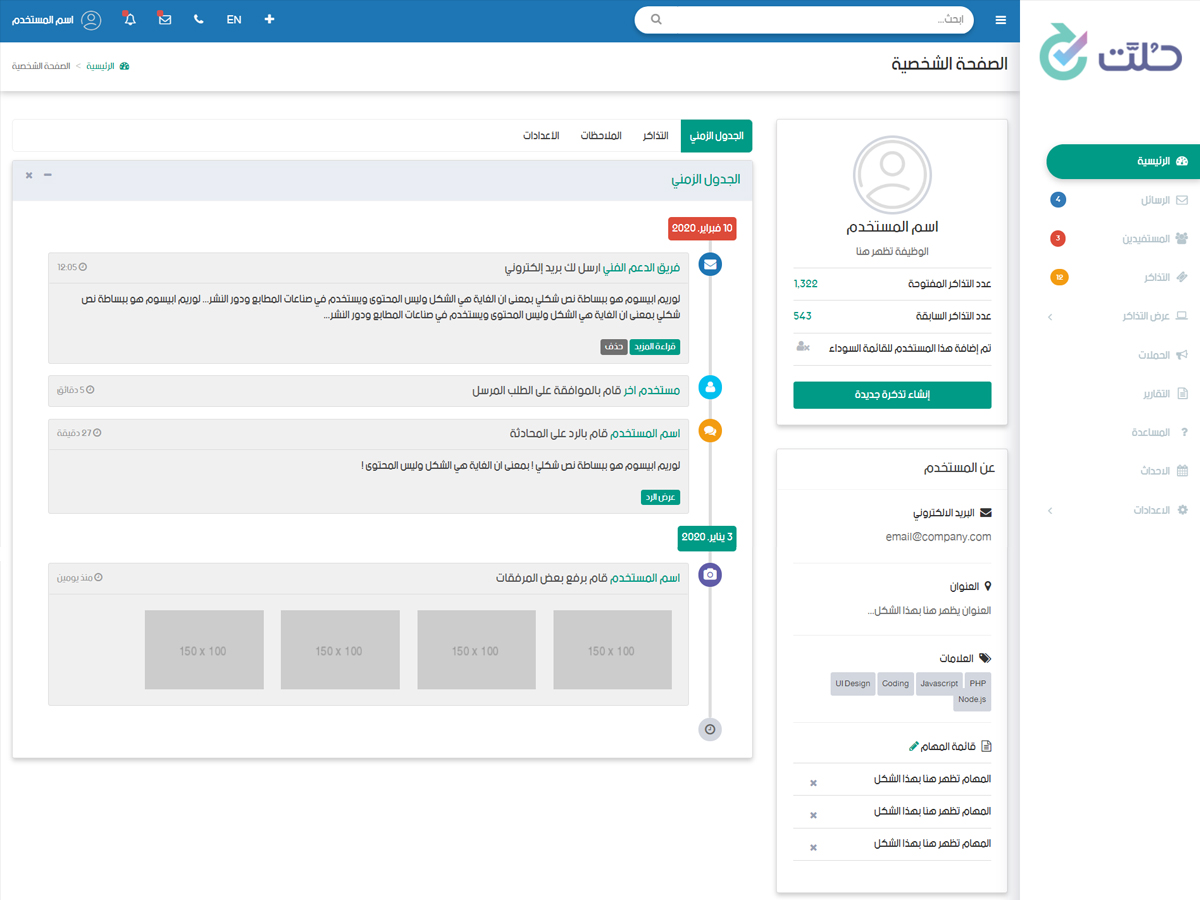 حُلَّت
الرئيسية
الرسائل 4
المستفيدين 3
التذاكر 12
عرض التذاكر
الحملات
التقارير
المساعدة
الاحداث
الاعدادات
ابحث...
EN
اسم المستخدم
الصفحة الشخصية
الرئيسية > الصفحة الشخصية
اسم المستخدم
الوظيفة تظهر هنا
عدد التذاكر المفتوحة 1,322
عدد التذاكر السابقة 543
تم إضافة هذا المستخدم للقائمة السوداء
إنشاء تذكرة جديدة
عن المستخدم
البريد الالكتروني
email@company.com
العنوان
العنوان يظهر هنا بهذا الشكل...
العلامات
UI Design Coding Javascript PHP
Node.js
قائمة المهام
المهام تظهر هنا بهذا الشكل
المهام تظهر هنا بهذا الشكل
المهام تظهر هنا بهذا الشكل
الجدول الزمني التذاكر الملاحظات الاعدادات
الجدول الزمني
10 فبراير. 2020
فريق الدعم الفني ارسل لك بريد إلكتروني 12:05
لوريم ايبسوم هو ببساطة نص شكلي بمعنى ان الغاية هي الشكل وليس المحتوى ويستخدم في صناعات المطابع ودور النشر... لوريم ايبسوم هو ببساطة نص
شكلي بمعنى ان الغاية هي الشكل وليس المحتوى ويستخدم في صناعات المطابع ودور النشر...
قراءة المزيد حذف
مستخدم اخر قام بالموافقة على الطلب المرسل 5 دقائق
اسم المستخدم قام بالرد على المحادثة 27 دقيقة
لوريم ايبسوم هو ببساطة نص شكلي ! بمعنى ان الغاية هي الشكل وليس المحتوى !
عرض الرد
3 يناير. 2020
اسم المستخدم قام برفع بعض المرفقات منذ يومين
150 x 100 150 x 100 150 x 100 150 x 100